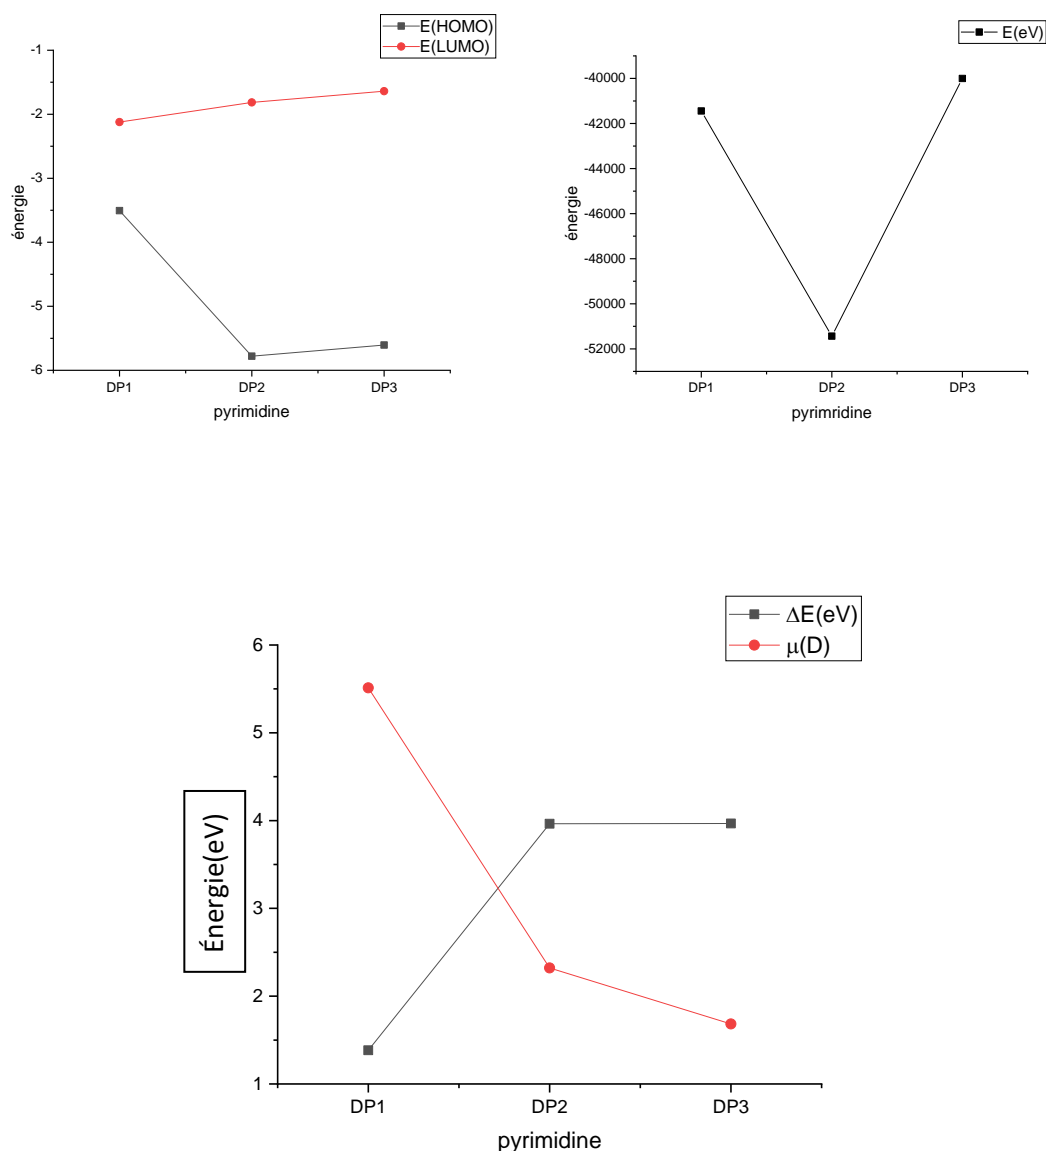 E(HOMO)
E(LUMO)
-1
-2
-3
-4
-5
-6
énergie
DP1 DP2 DP3
pyrimidine
E(eV)
-40000
-42000
-44000
-46000
-48000
-50000
-52000
énergie
DP1 DP2 DP3
pyrimridine
ΔE(eV)
μ(D)
6
5
4
3
2
1
Énergie(eV)
DP1 DP2 DP3
pyrimidine